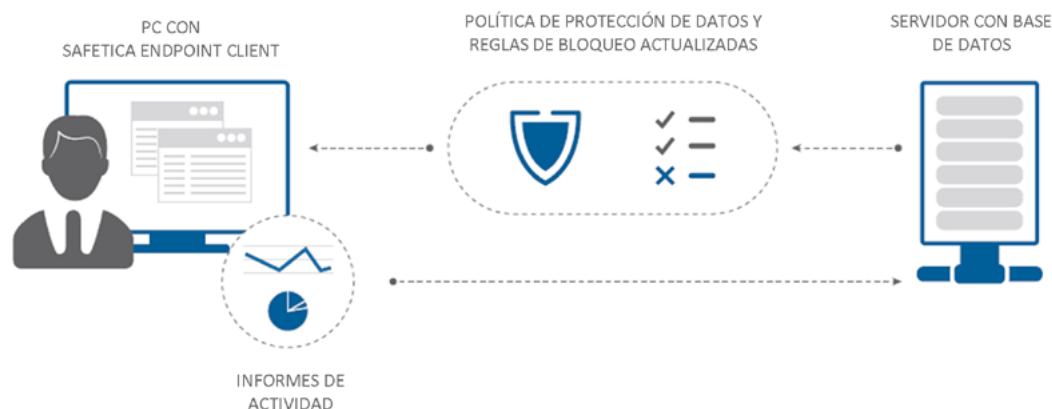 PC CON
SAFETICA ENDPOINT CLIENT
POLÍTICA DE PROTECCIÓN DE DATOS Y
REGLAS DE BLOQUEO ACTUALIZADAS
SERVIDOR CON BASE
DE DATOS
INFORMES DE
ACTIVIDAD